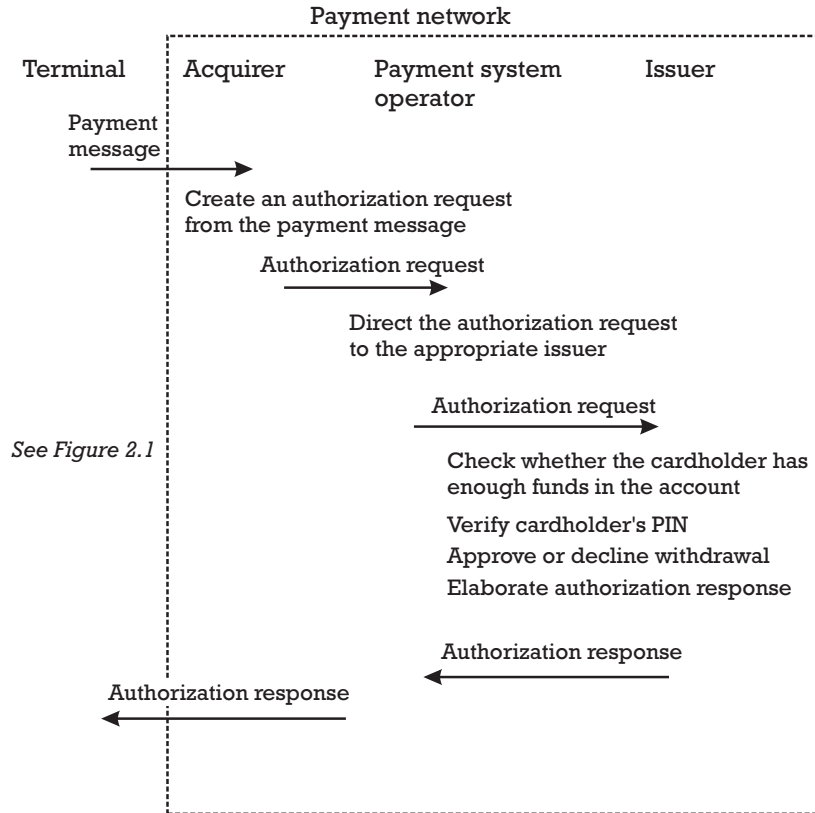 Payment network
Terminal
Acquirer
Payment system
operator
Issuer
Payment
message
Create an authorization request
from the payment message
Authorization request
Direct the authorization request
to the appropriate issuer
Authorization request
See Figure 2.1
Check whether the cardholder has
enough funds in the account
Verify cardholder's PIN
Approve or decline withdrawal
Elaborate authorization response
Authorization response
Authorization response